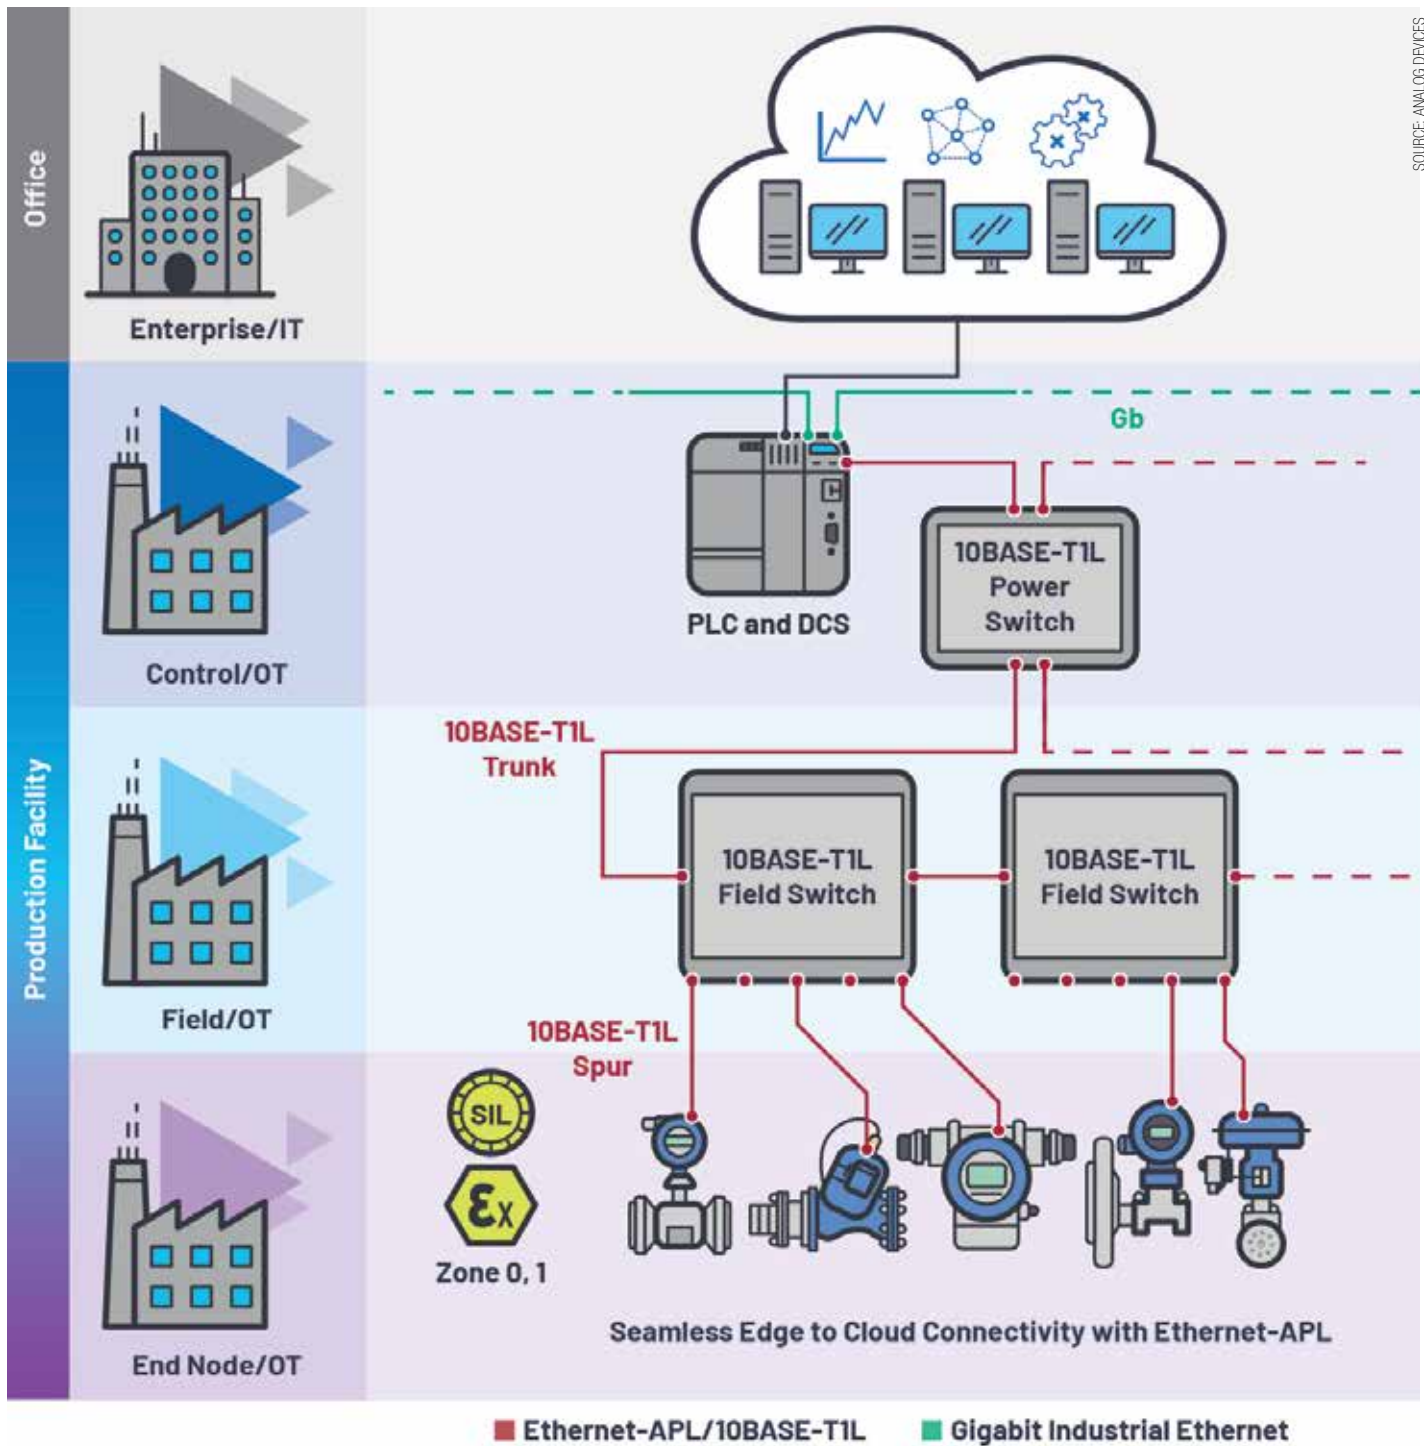 SOURCE: ANALOG DEVICES
Office
Enterprise/IT
Gb
PLC and DCS
10BASE-T1L
Power
Switch
Control/OT
Production Facility
10BASE-T1L
Trunk
10BASE-T1L
Field Switch
10BASE-T1L
Field Switch
Field/OT
10BASE-T1L
Spur
SIL
εx
Zone 0, 1
Seamless Edge to Cloud Connectivity with Ethernet-APL
End Node/OT
Ethernet-APL/10BASE-T1L
Gigabit Industrial Ethernet